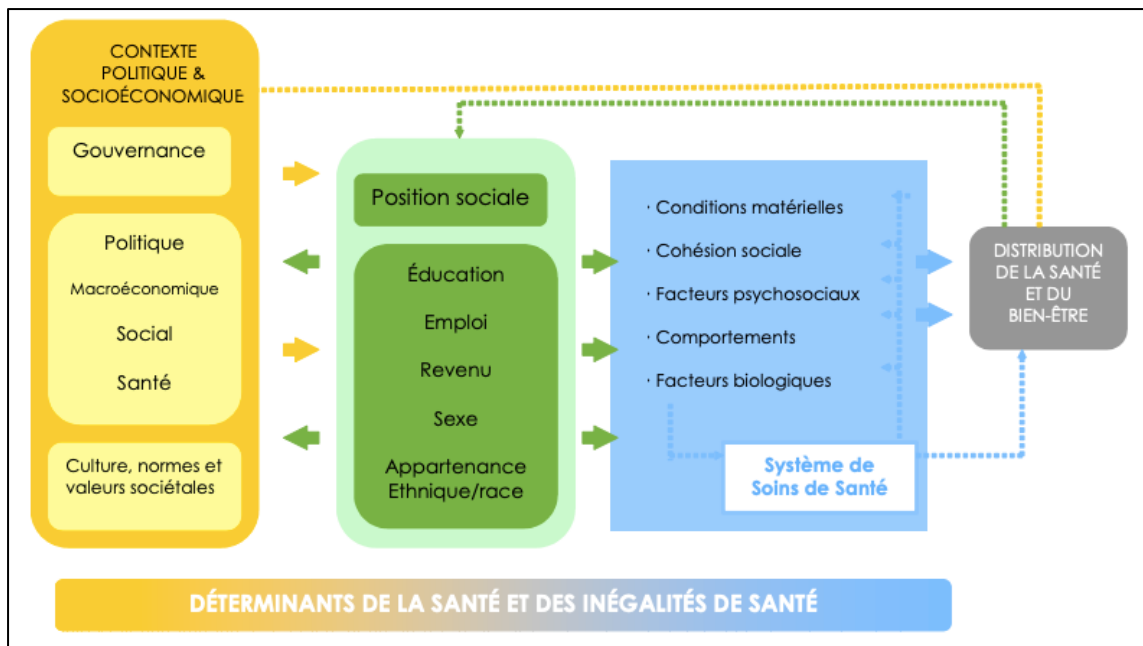 CONTEXTE
POLITIQUE &
SOCIOÉCONOMIQUE
Gouvernance
Politique
Macroéconomique
Social
Santé
Culture, normes et
valeurs sociétales
Position sociale
Éducation
Emploi
Revenu
Sexe
Appartenance
Ethnique/race
· Conditions matérielles
· Cohésion sociale
· Facteurs psychosociaux
· Comportements
· Facteurs biologiques
Système de
Soins de Santé
DISTRIBUTION
DE LA SANTÉ
ET DU
BIEN-ÊTRE
DÉTERMINANTS DE LA SANTÉ ET DES INÉGALITÉS DE SANTÉ